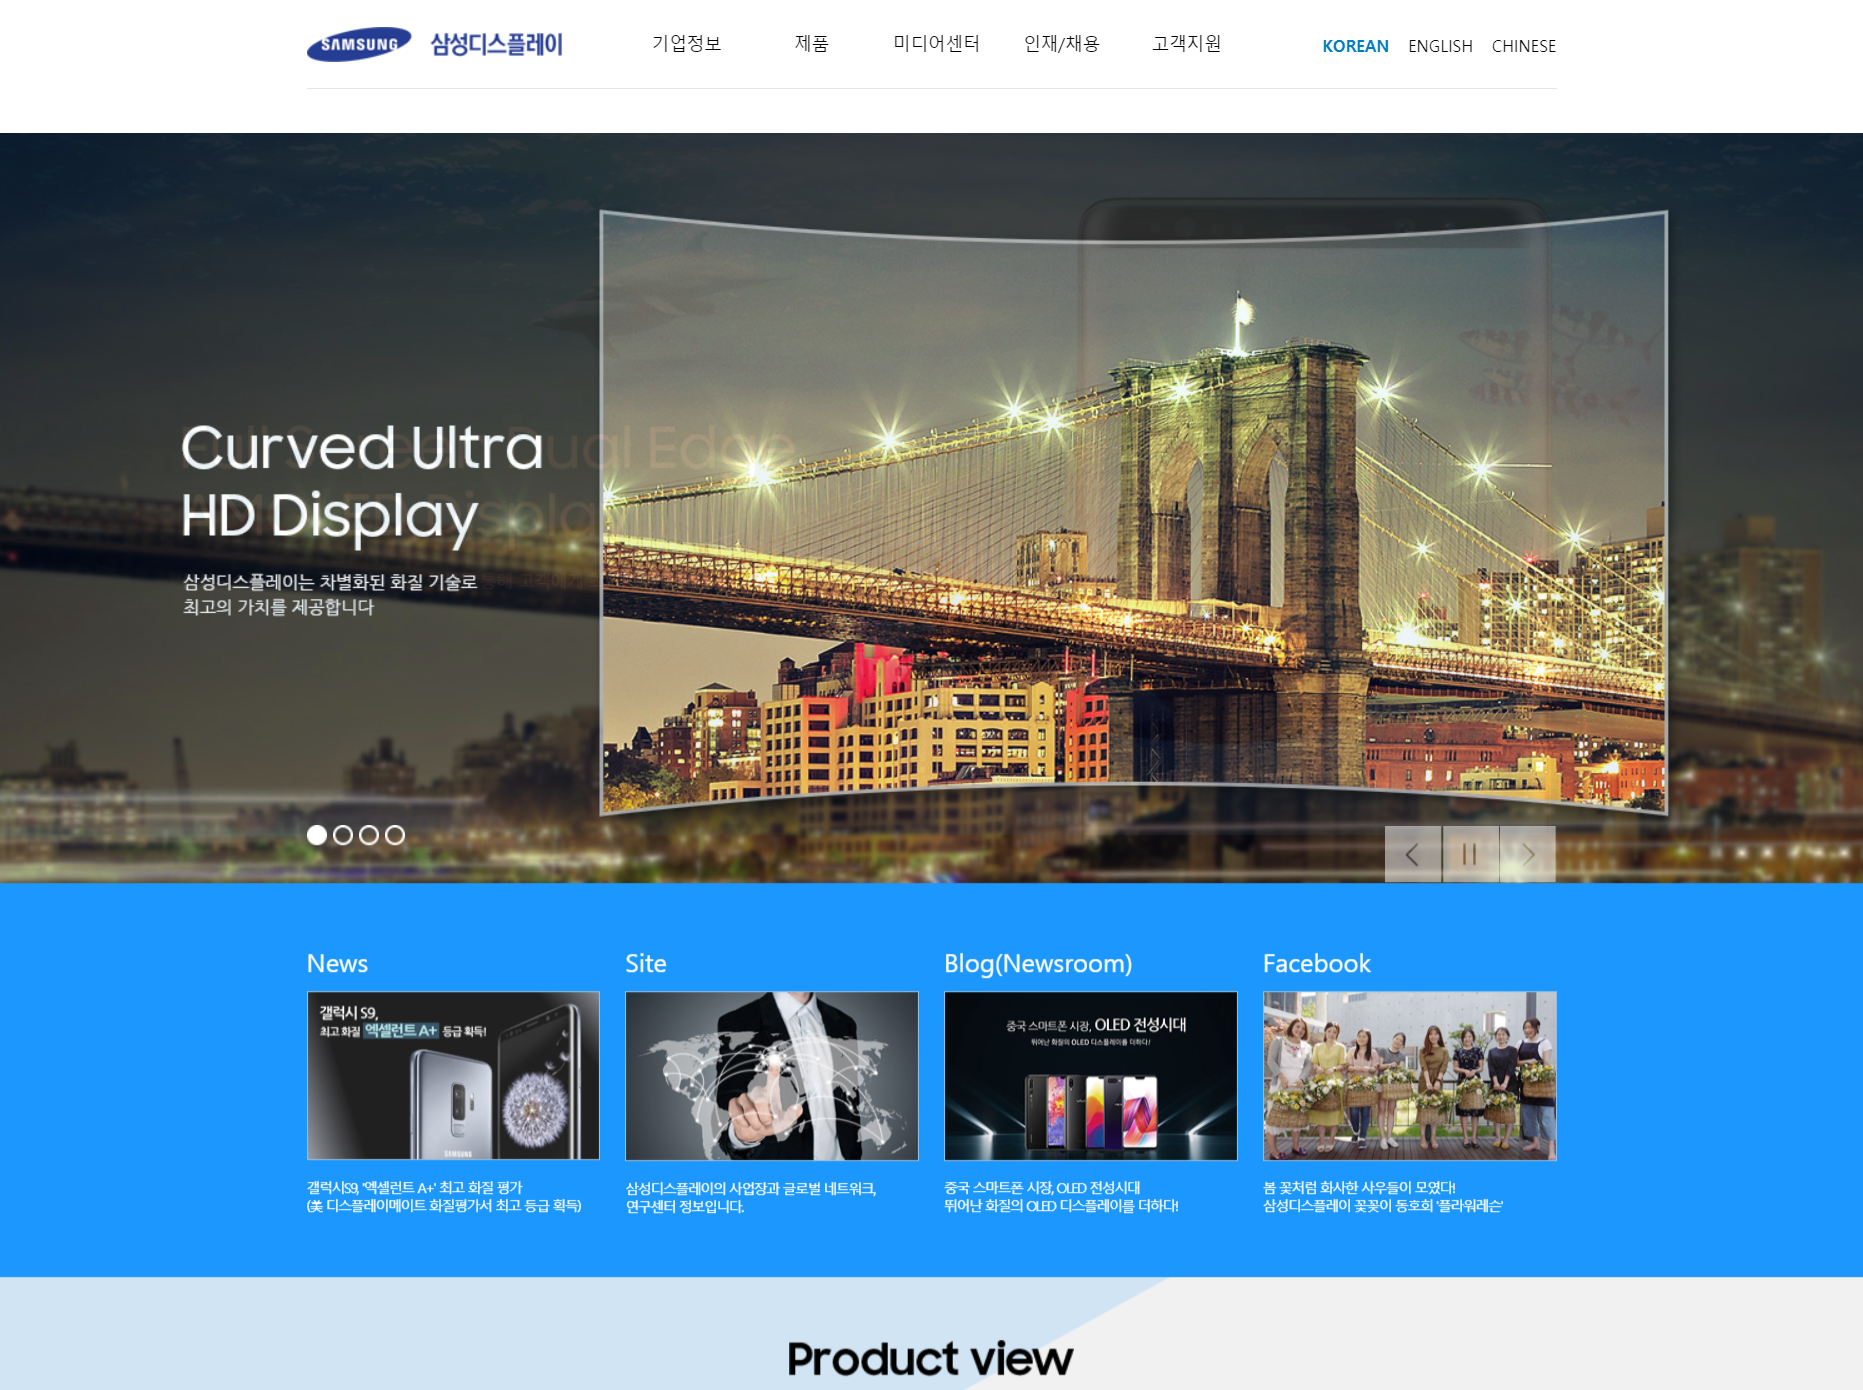 SAMSUNG 삼성디스플레이
기업정보 제품 미디어센터 인재/채용 고객지원
KOREAN ENGLISH CHINESE
Curved Ultra
HD Display
삼성디스플레이는 차별화된 화질 기술로
최고의 가치를 제공합니다
News
갤럭시 S9,
최고 화질 엑셀런트 A+ 등급 획득!
SAMSUNG
갤럭시S9, '엑셀런트 A+' 최고 화질 평가
(美 디스플레이메이트 화질평가서 최고 등급 획득)
Site
삼성디스플레이의 사업장과 글로벌 네트워크,
연구센터 정보입니다.
Blog(Newsroom)
중국 스마트폰 시장, OLED 전성시대
뛰어난 화질의 OLED 디스플레이를 더하다!
중국 스마트폰 시장, OLED 전성시대
뛰어난 화질의 OLED 디스플레이를 더하다!
Facebook
봄 꽃처럼 화사한 사우들이 모였다!
삼성디스플레이 꽃꽂이 동호회 '플라워레슨'
Product view